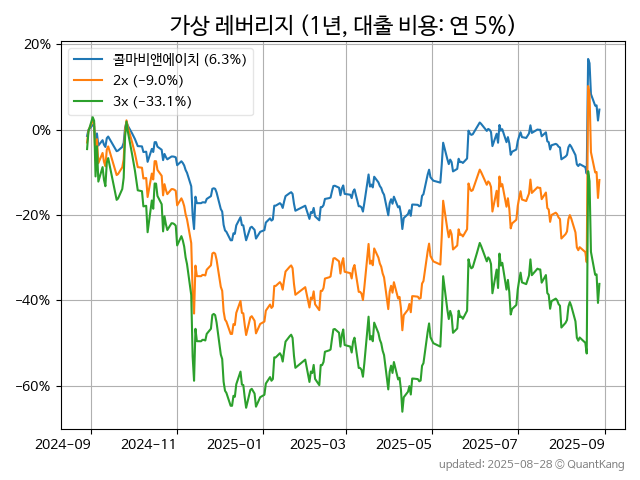 가상 레버리지 (1년, 대출 비용: 연 5%)
콜마비앤에이치 (6.3%)
2x (−9.0%)
3x (−33.1%)
20%
0%
−20%
−40%
−60%
2024-09 2024-11 2025-01 2025-03 2025-05 2025-07 2025-09
updated: 2025-08-28 © QuantKang